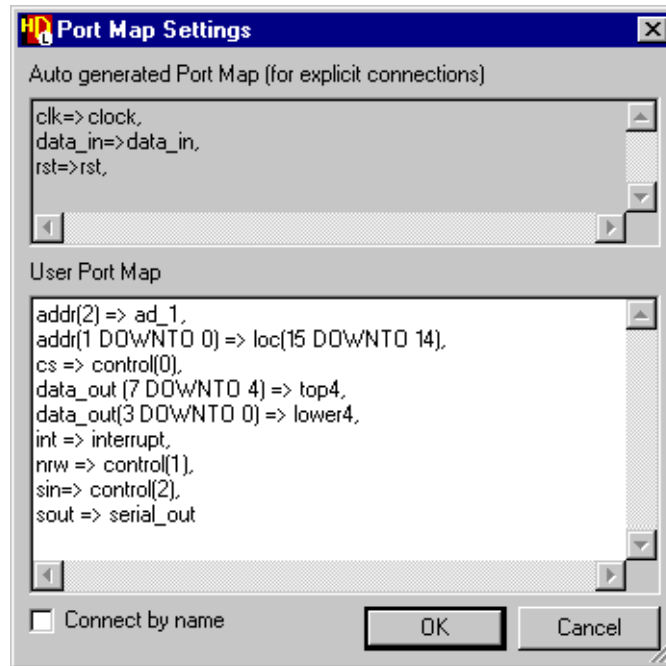 HDL Port Map Settings
Auto generated Port Map (for explicit connections)
clk=> clock,
data_in=>data_in,
rst=>rst,
User Port Map
addr(2) => ad_1,
addr(1 DOWNTO 0) => loc(15 DOWNTO 14),
cs => control(0),
data_out (7 DOWNTO 4) => top4,
data_out(3 DOWNTO 0) => lower4,
int => interrupt,
nrw => control(1),
sin=> control(2),
sout => serial_out
Connect by name
OK
Cancel